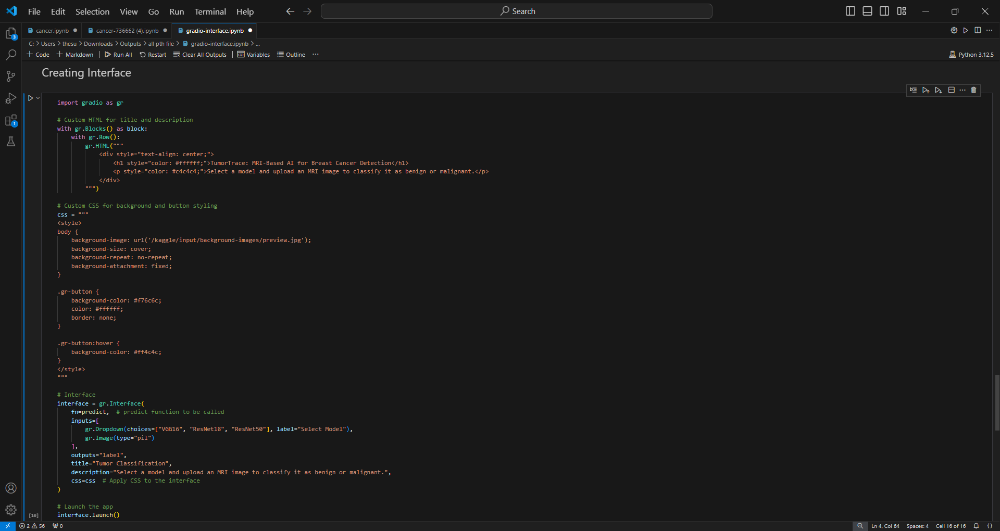 File Edit Selection View Go Run Terminal Help
Search
cancer.ipynb
cancer-736662 (4).ipynb
gradio-interface.ipynb
C: > Users > thesu > Downloads > Outputs > all pth file > gradio-interface.ipynb > ...
+ Code + Markdown | Run All Restart Clear All Outputs | Variables Outline ...
Python 3.12.5
Creating Interface
import gradio as gr
# Custom HTML for title and description
with gr.Blocks() as block:
    with gr.Row():
        gr.HTML("""
            <div style="text-align: center;">
                <h1 style="color: #ffffff;">TumorTrace: MRI-Based AI for Breast Cancer Detection</h1>
                <p style="color: #c4c4c4;">Select a model and upload an MRI image to classify it as benign or malignant.</p>
            </div>
        """)
# Custom CSS for background and button styling
css = """
<style>
body {
    background-image: url('/kaggle/input/background-images/preview.jpg');
    background-size: cover;
    background-repeat: no-repeat;
    background-attachment: fixed;
}
.gr-button {
    background-color: #f76c6c;
    color: #ffffff;
    border: none;
}
.gr-button:hover {
    background-color: #ff4c4c;
}
</style>
"""
# Interface
interface = gr.Interface(
    fn=predict,  # predict function to be called
    inputs=[
        gr.Dropdown(choices=["VGG16", "ResNet18", "ResNet50"], label="Select Model"),
        gr.Image(type="pil")
    ],
    outputs="label",
    title="Tumor Classification",
    description="Select a model and upload an MRI image to classify it as benign or malignant.",
    css=css  # Apply CSS to the interface
)
# Launch the app
interface.launch()
[10]
3
1
2 56 0
Ln 4, Col 64 Spaces: 4 Cell 16 of 16